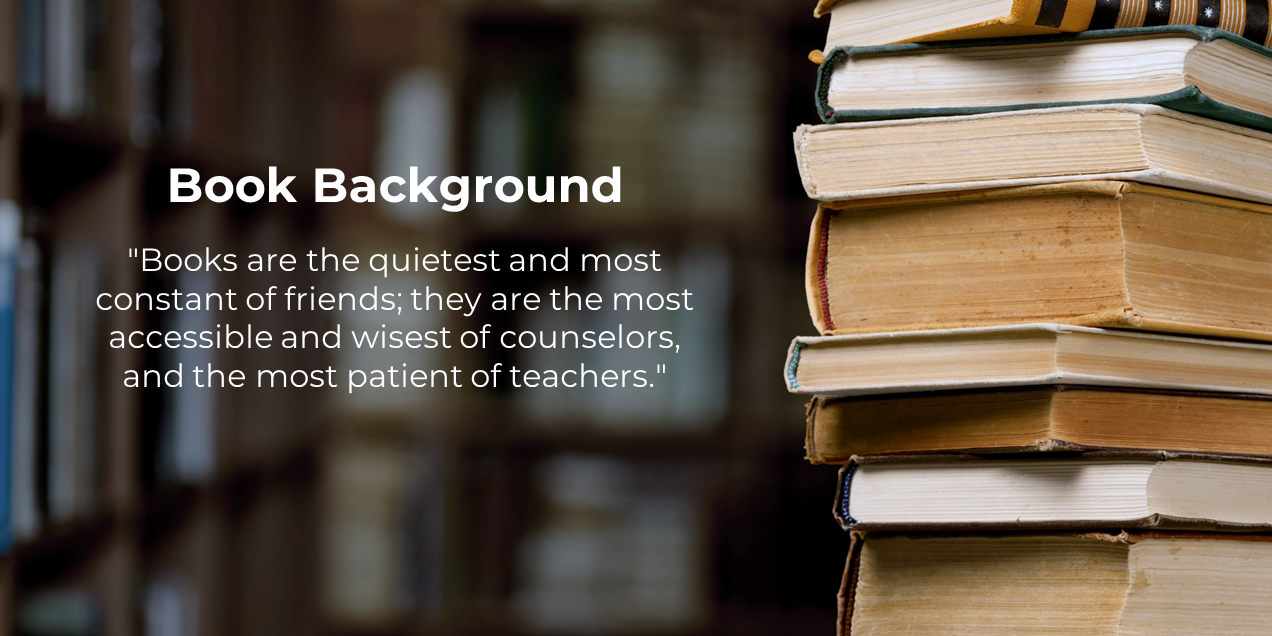 Book Background
"Books are the quietest and most
constant of friends; they are the most
accessible and wisest of counselors,
and the most patient of teachers."